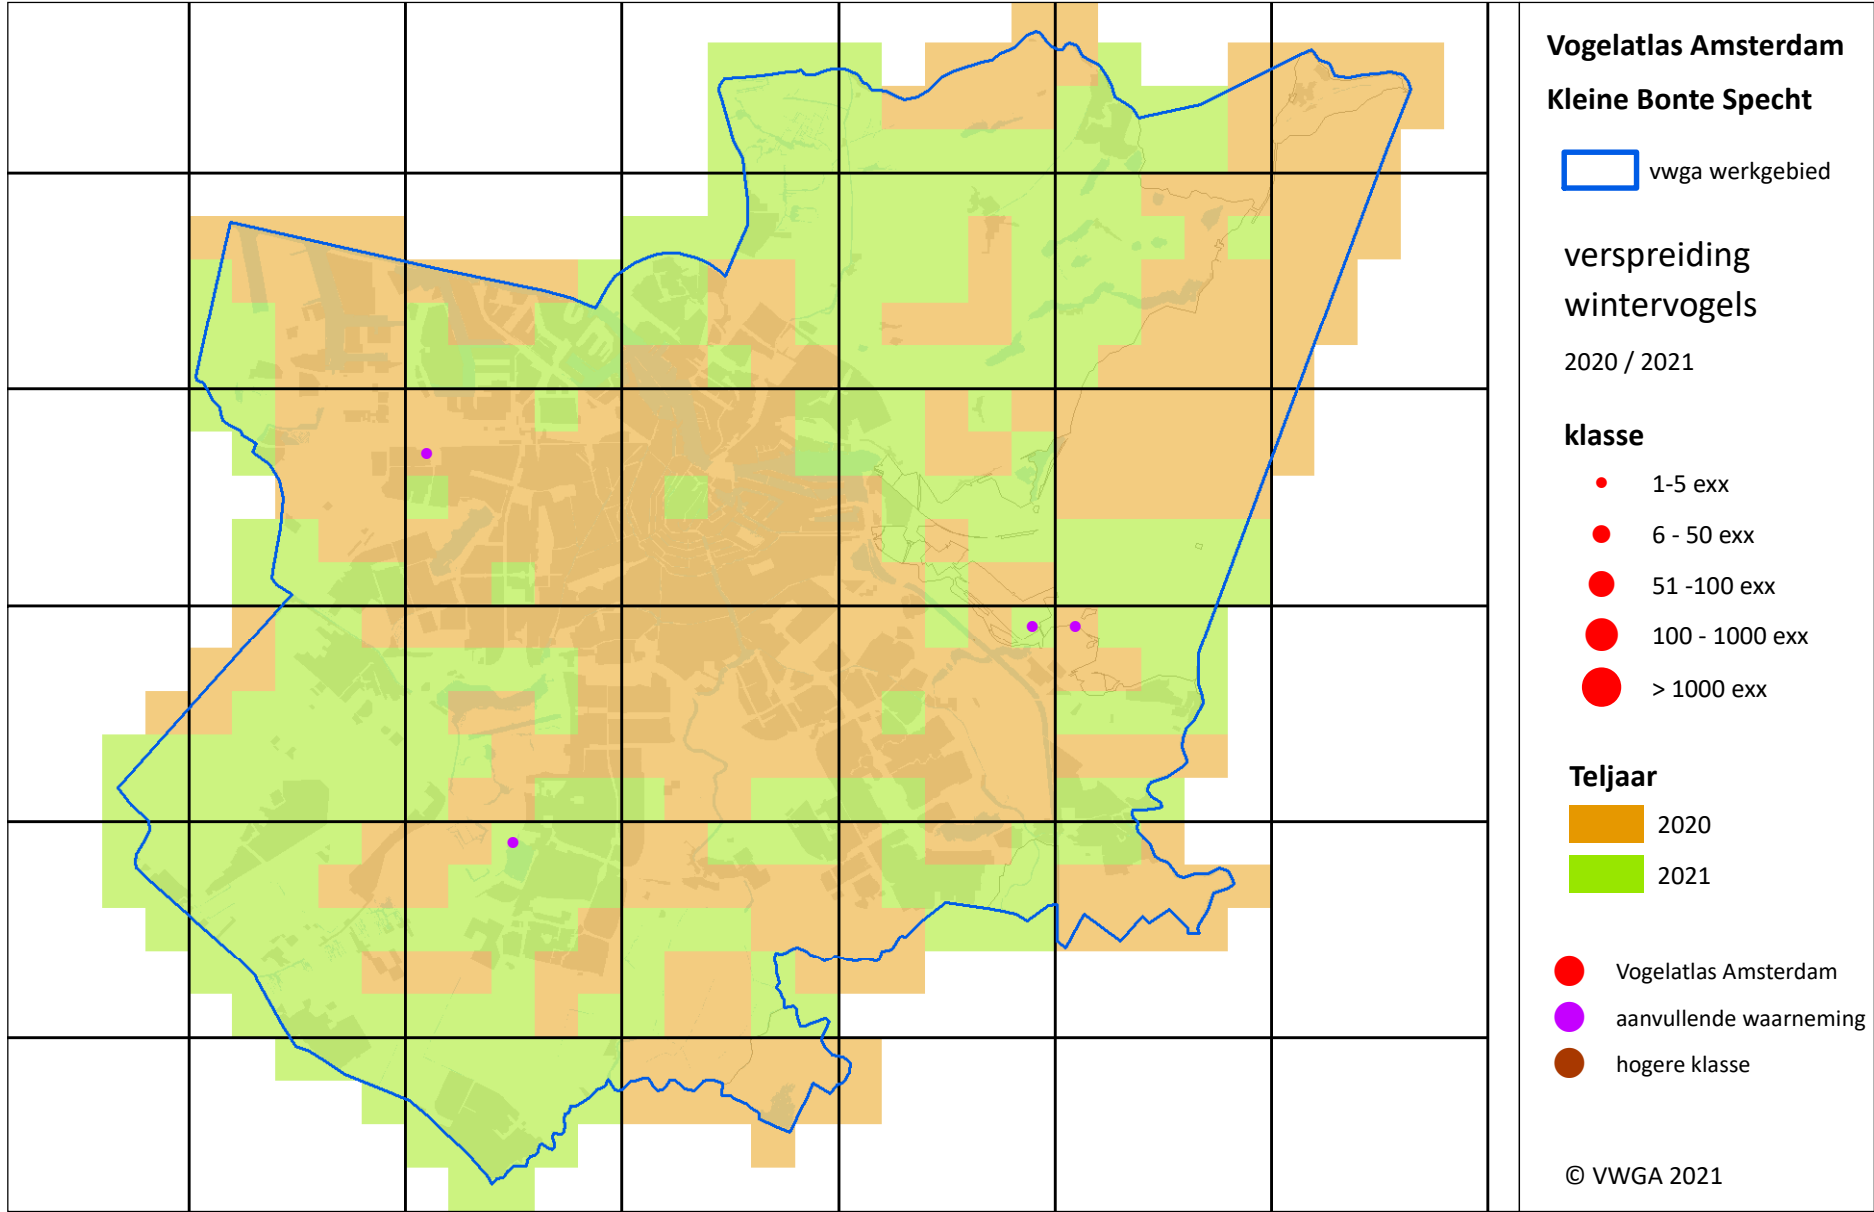 Vogelatlas Amsterdam
Kleine Bonte Specht
vwga werkgebied
verspreiding
wintervogels
2020 / 2021
klasse
1-5 exx
6 - 50 exx
51 -100 exx
100 - 1000 exx
> 1000 exx
Teljaar
2020
2021
Vogelatlas Amsterdam
aanvullende waarneming
hogere klasse
© VWGA 2021